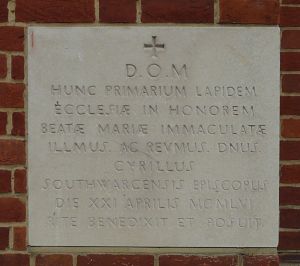 D.O.M
HUNC PRIMARIUM LAPIDEM
ECCLESIÆ IN HONOREM
BEATÆ MARIÆ IMMACULATÆ
ILLMUS. AC REVMUS. DNUS.
CYRILLUS
SOUTHWARCENSIS EPISCOPUS
DIE XXI APRILIS MCMLVI
RITE BENEDIXIT ET POSUIT.